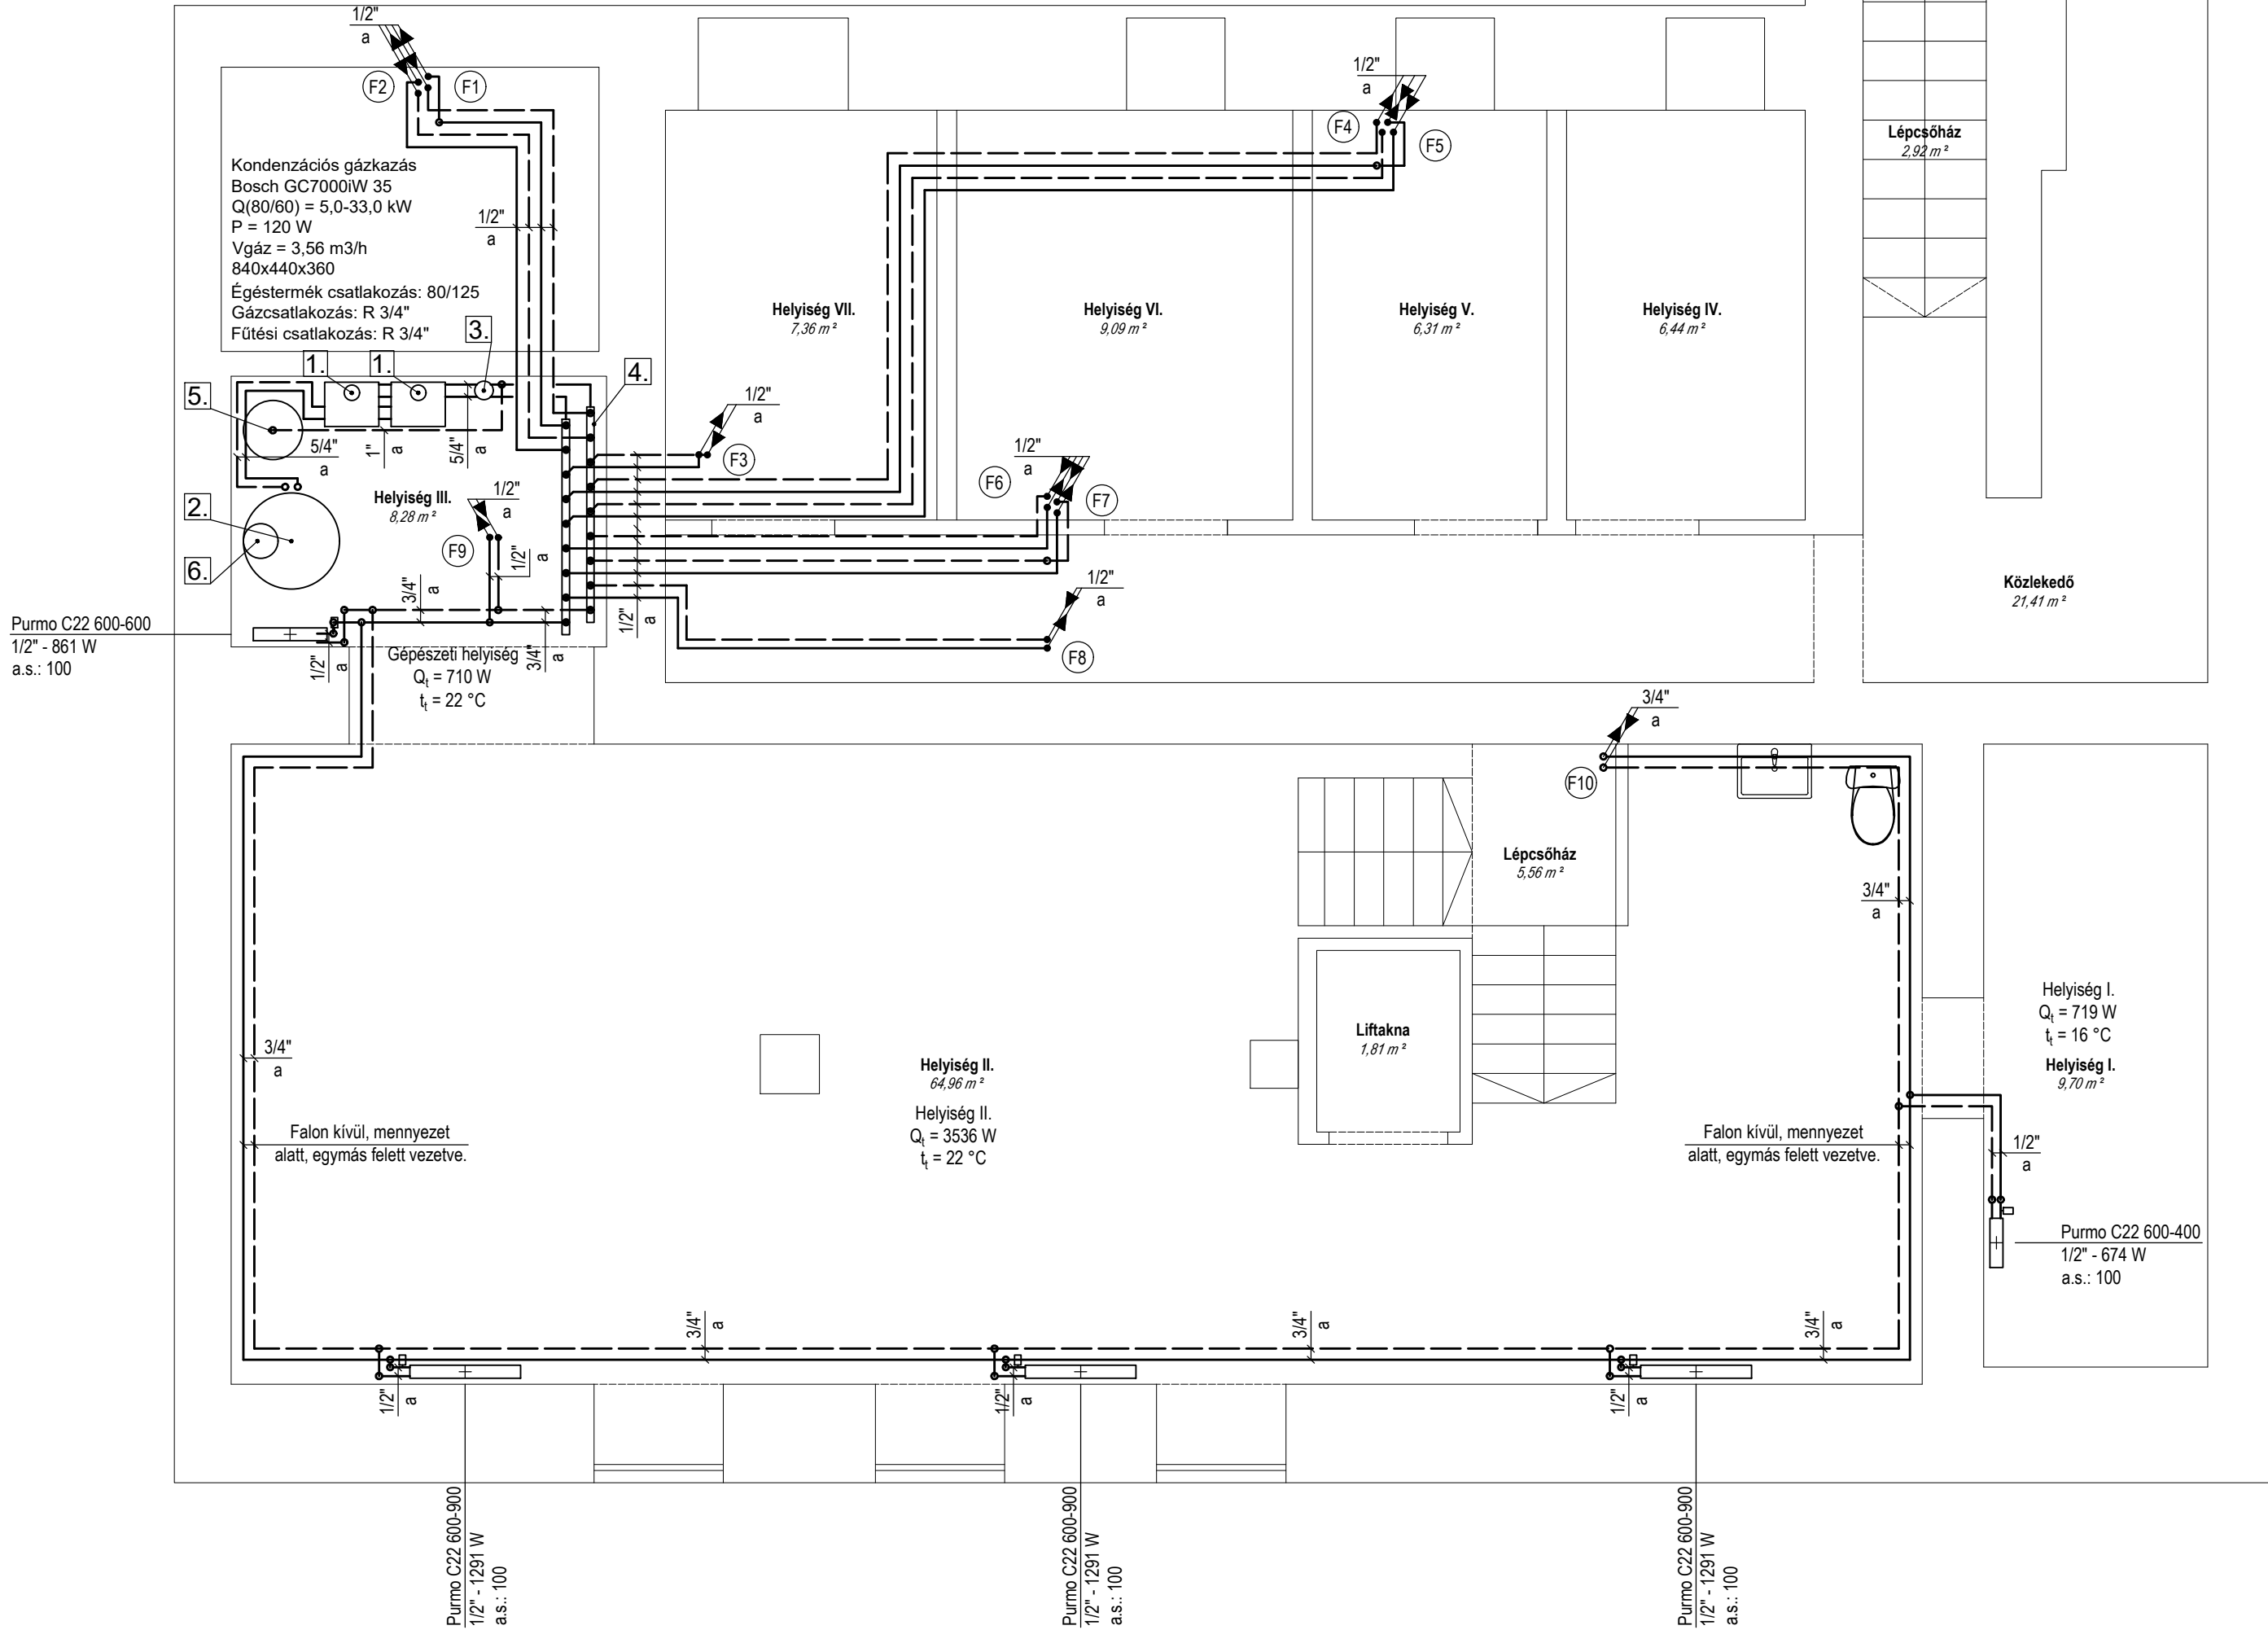 1/2"
a
F2
F1
Kondenzációs gázkazás
Bosch GC7000iW 35
Q(80/60) = 5,0-33,0 kW
P = 120 W
Vgáz = 3,56 m3/h
840x440x360
Égéstermék csatlakozás: 80/125
Gázcsatlakozás: R 3/4"
Fűtési csatlakozás: R 3/4"
1/2"
a
1/2"
a
F4
F5
Lépcsőház
2,92 m²
Helyiség VII.
7,36 m²
Helyiség VI.
9,09 m²
Helyiség V.
6,31 m²
Helyiség IV.
6,44 m²
3.
1.
1.
4.
5.
5/4"
a
1"
a
5/4"
a
1/2"
a
F3
2.
Helyiség III.
8,28 m²
1/2"
a
F9
1/2"
a
1/2"
a
F6
F7
6.
3/4"
a
Közlekedő
21,41 m²
1/2"
a
1/2"
a
F8
Purmo C22 600-600
1/2" - 861 W
a.s.: 100
1/2"
a
Gépészeti helyiség
Qt = 710 W
tt = 22 °C
3/4"
a
3/4"
a
F10
Lépcsőház
5,56 m²
3/4"
a
Liftakna
1,81 m²
Helyiség I.
Qt = 719 W
tt = 16 °C
Helyiség I.
9,70 m²
3/4"
a
Helyiség II.
64,96 m²
Helyiség II.
Qt = 3536 W
tt = 22 °C
Falon kívül, mennyezet
alatt, egymás felett vezetve.
Falon kívül, mennyezet
alatt, egymás felett vezetve.
1/2"
a
Purmo C22 600-400
1/2" - 674 W
a.s.: 100
3/4"
a
3/4"
a
3/4"
a
1/2"
a
1/2"
a
1/2"
a
Purmo C22 600-900
1/2" - 1291 W
a.s.: 100
Purmo C22 600-900
1/2" - 1291 W
a.s.: 100
Purmo C22 600-900
1/2" - 1291 W
a.s.: 100